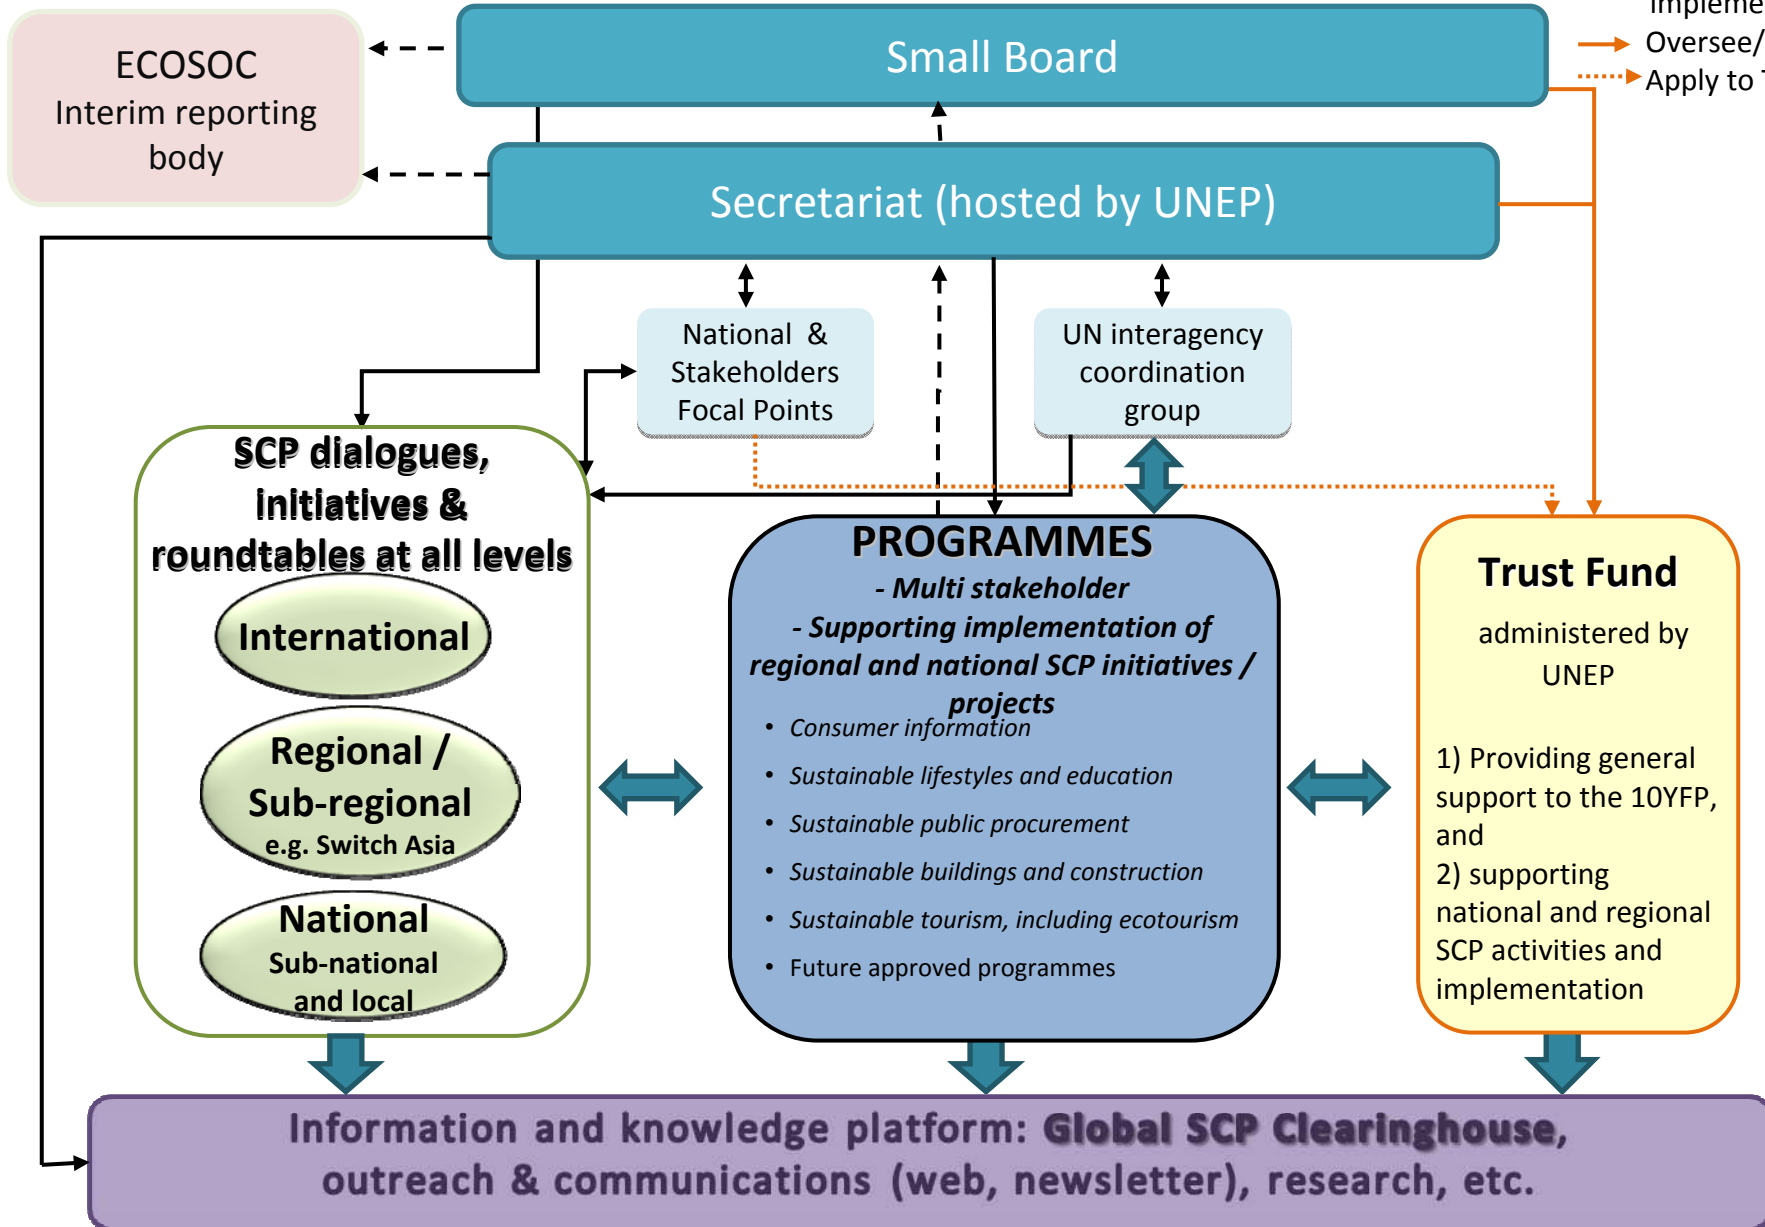 ECOSOC
Interim reporting
body
Small Board
Oversee/
Apply to
Secretariat (hosted by UNEP)
National &
Stakeholders
Focal Points
UN interagency
coordination
group
SCP dialogues,
initiatives &
roundtables at all levels
International
Regional /
Sub-regional
e.g. Switch Asia
National
Sub-national
and local
PROGRAMMES
- Multi stakeholder
- Supporting implementation of
regional and national SCP initiatives /
projects
• Consumer information
• Sustainable lifestyles and education
• Sustainable public procurement
• Sustainable buildings and construction
• Sustainable tourism, including ecotourism
• Future approved programmes
Trust Fund
administered by
UNEP
1) Providing general
support to the 10YFP,
and
2) supporting
national and regional
SCP activities and
implementation
Information and knowledge platform: Global SCP Clearinghouse,
outreach & communications (web, newsletter), research, etc.